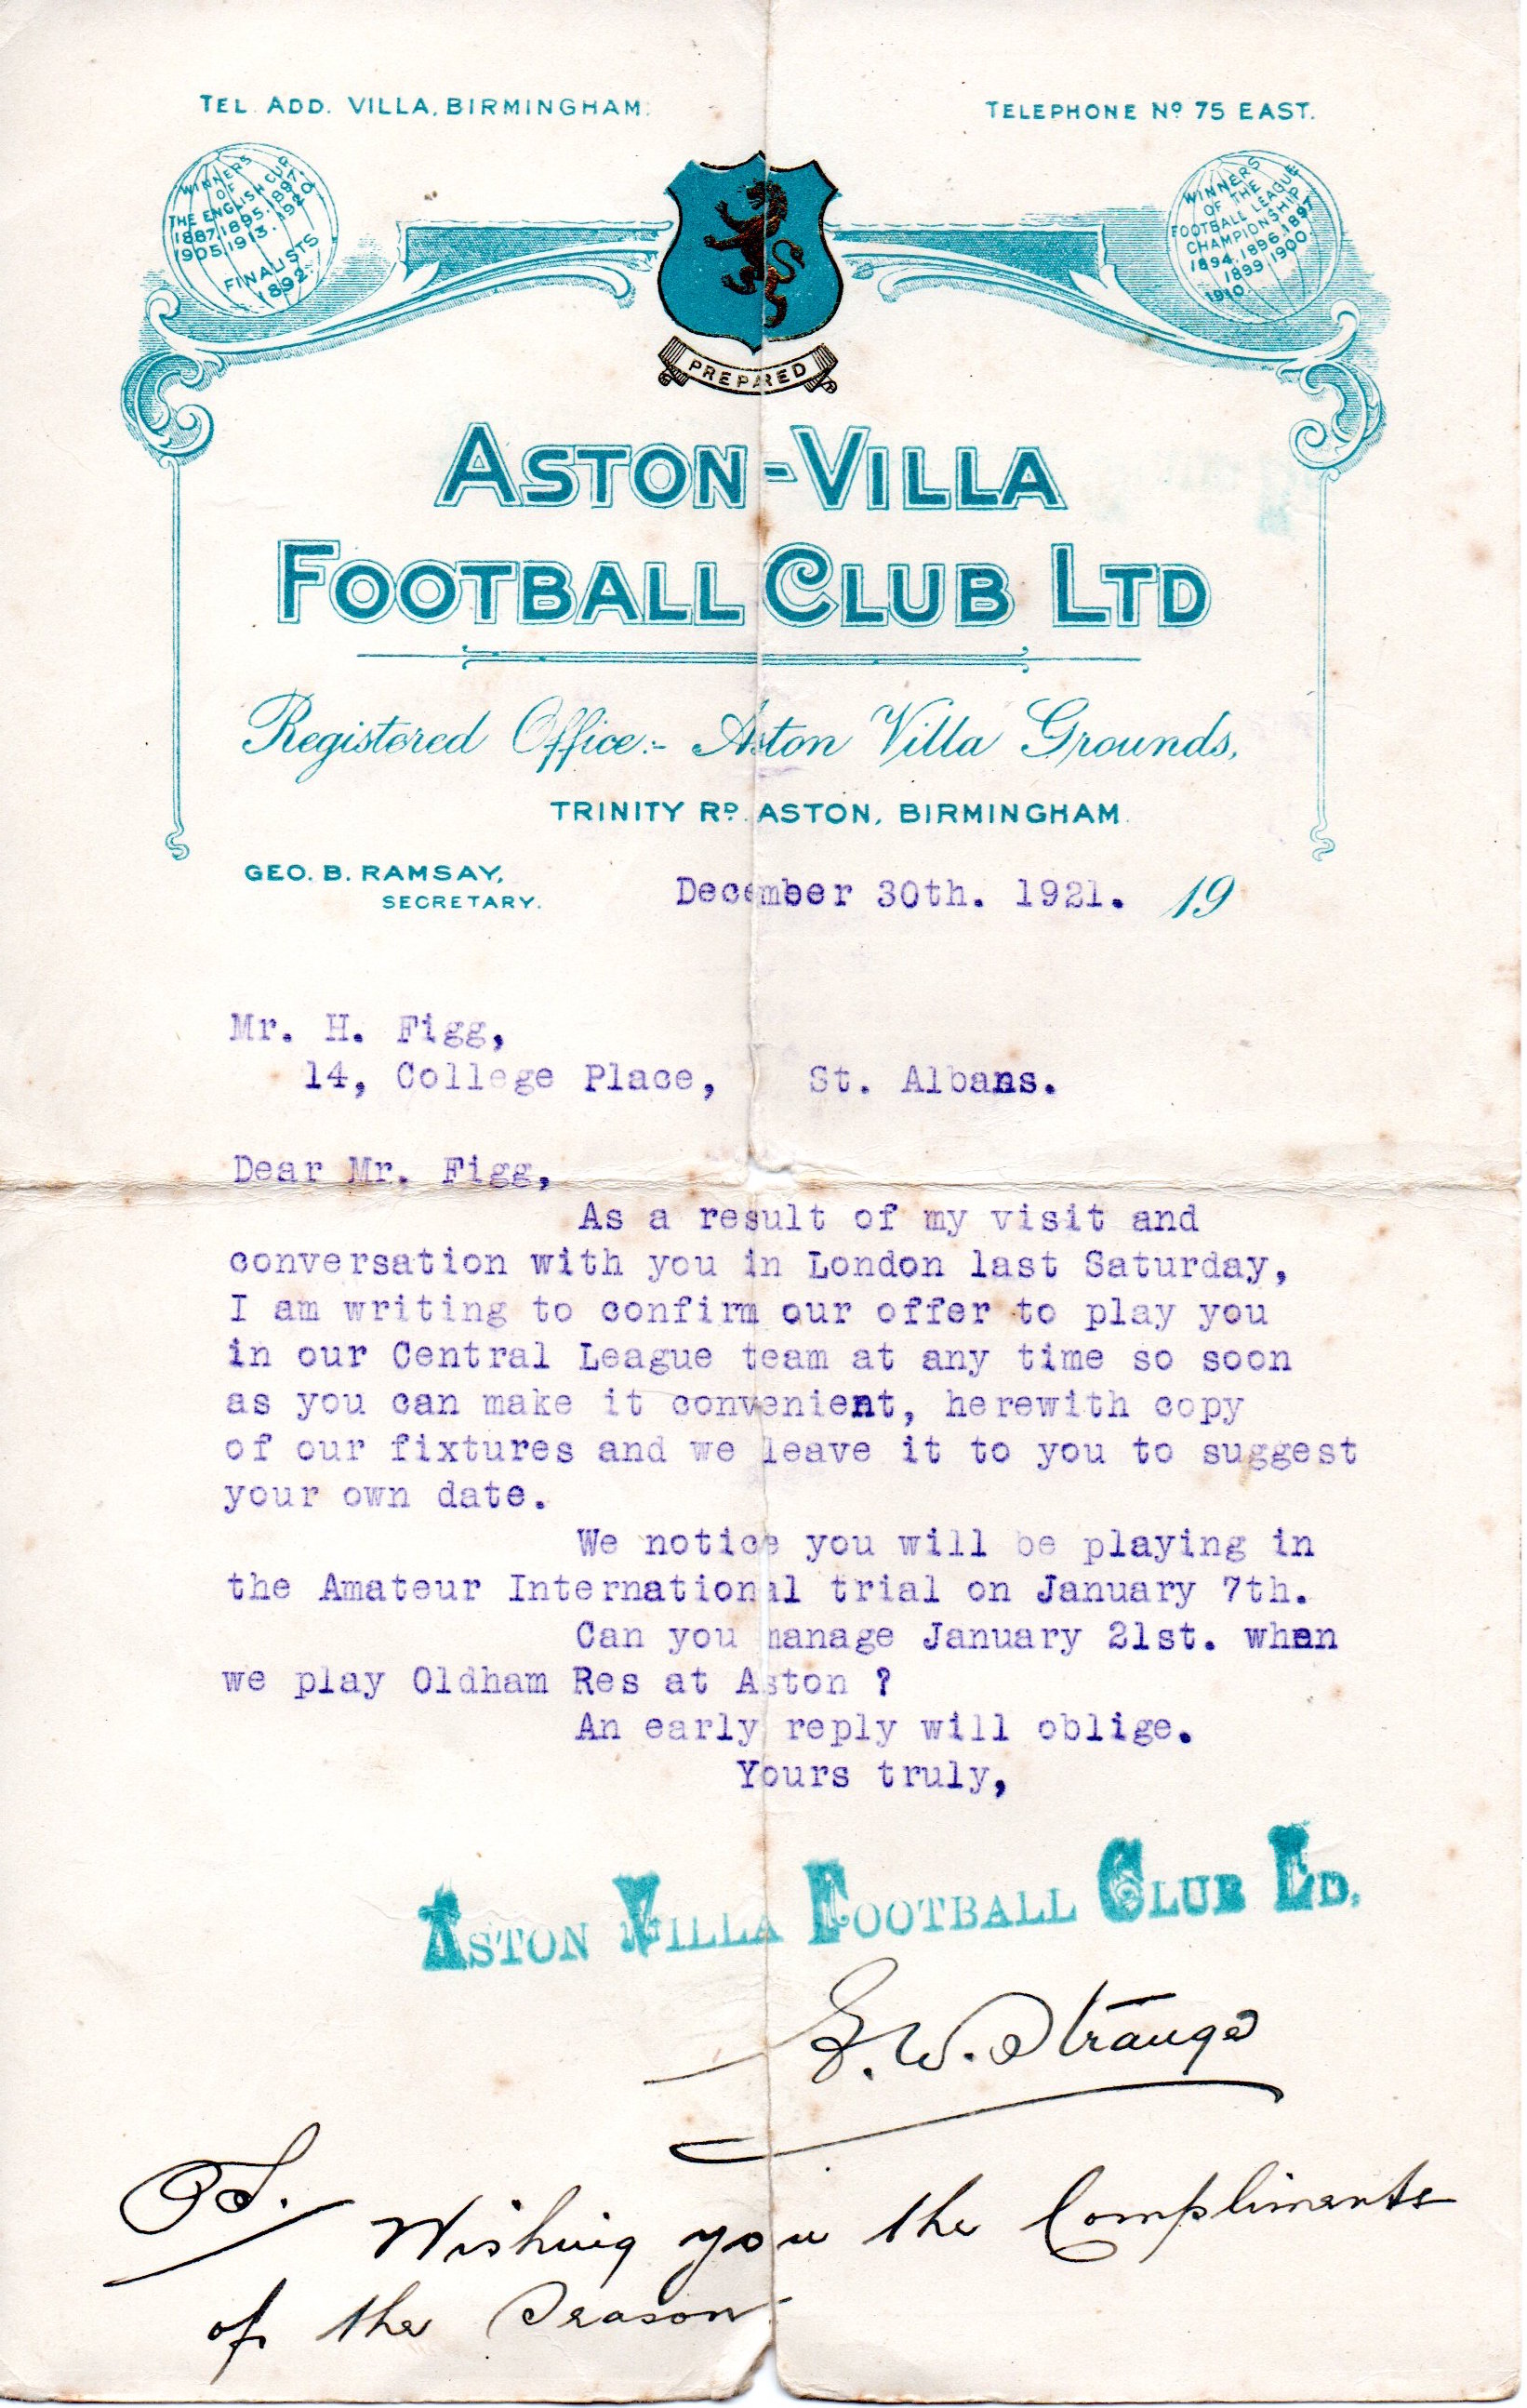 TEL. ADD. VILLA, BIRMINGHAM.
TELEPHONE Nº 75 EAST.
WINNERS
OF
THE ENGLISH CUP
1887, 1895, 1897,
1905, 1913, 1920.
FINALISTS
1892.
WINNERS
OF THE
FOOTBALL LEAGUE
CHAMPIONSHIP
1894, 1896, 1897
1899, 1900.
1910.
PREPARED
ASTON-VILLA
FOOTBALL CLUB LTD
Registered Office:- Aston Villa Grounds,
TRINITY RD. ASTON, BIRMINGHAM.
GEO. B. RAMSAY,
SECRETARY.
December 30th. 1921. 19
Mr. H. Figg,
14, College Place, St. Albans.
Dear Mr. Figg,
As a result of my visit and
conversation with you in London last Saturday,
I am writing to confirm our offer to play you
in our Central League team at any time so soon
as you can make it convenient, herewith copy
of our fixtures and we leave it to you to suggest
your own date.
We notice you will be playing in
the Amateur International trial on January 7th.
Can you manage January 21st. when
we play Oldham Res at Aston ?
An early reply will oblige.
Yours truly,
ASTON VILLA FOOTBALL CLUB LD.
G.W. Strange
PS. Wishing you the Compliments
of the Season